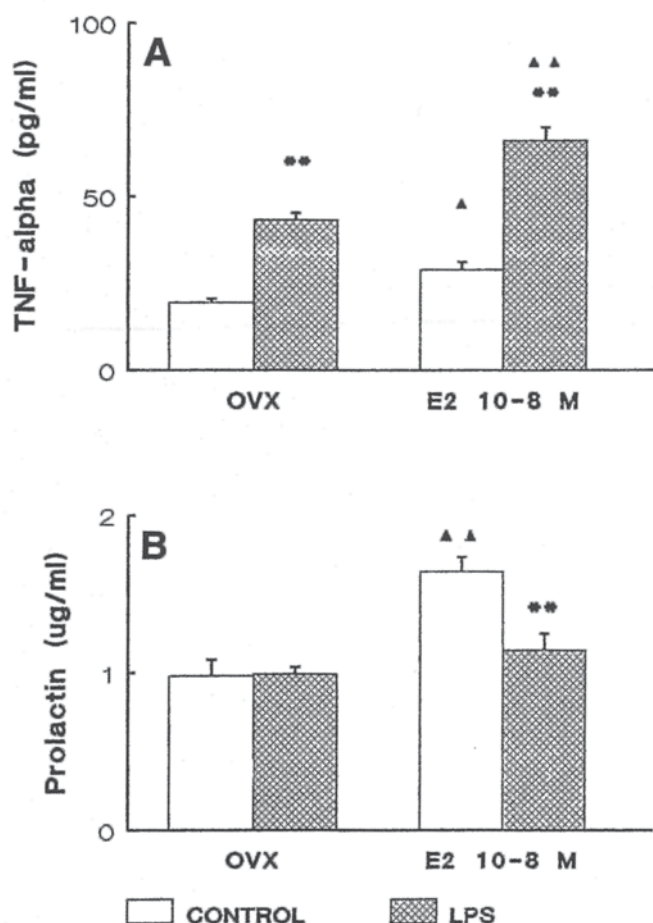 A
TNF-alpha (pg/ml)
100
50
0
▲ ▲
**
**
▲
OVX E2 10-8 M
B
Prolactin (ug/ml)
2
1
0
▲ ▲
**
OVX E2 10-8 M
CONTROL LPS